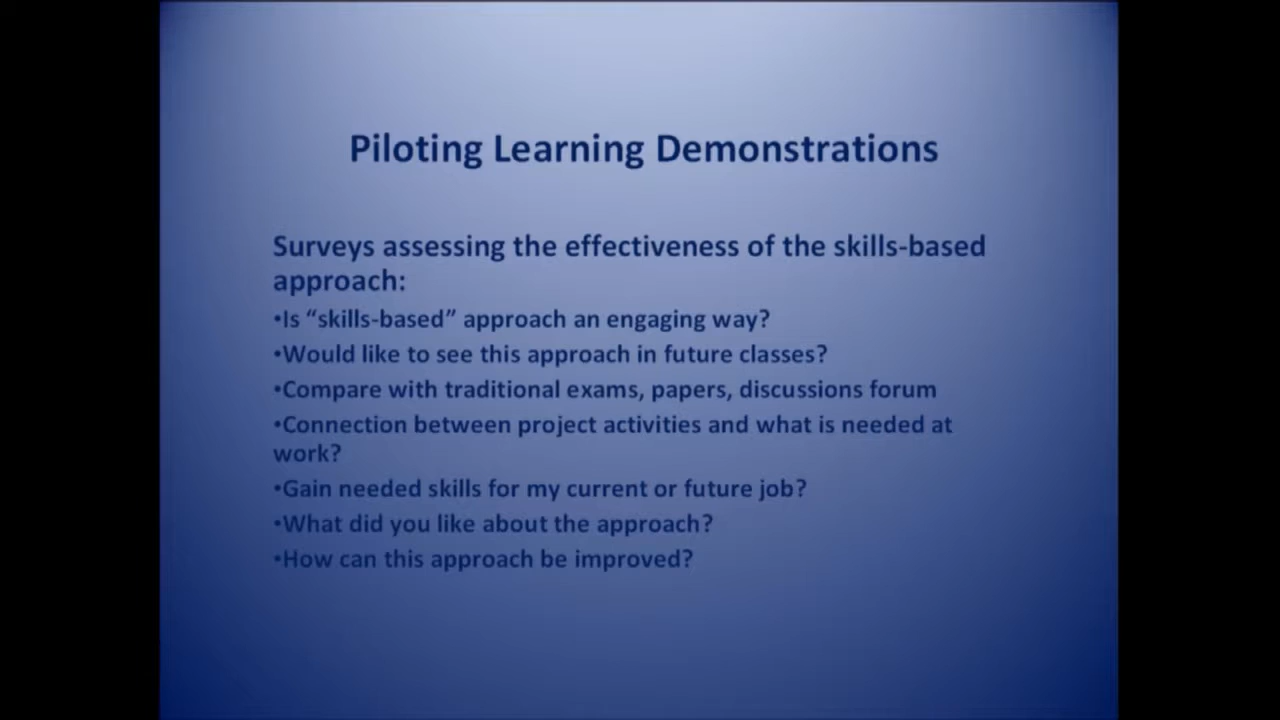 Piloting Learning Demonstrations
Surveys assessing the effectiveness of the skills-based
approach:
•Is “skills-based” approach an engaging way?
•Would like to see this approach in future classes?
•Compare with traditional exams, papers, discussions forum
•Connection between project activities and what is needed at
work?
•Gain needed skills for my current or future job?
•What did you like about the approach?
•How can this approach be improved?